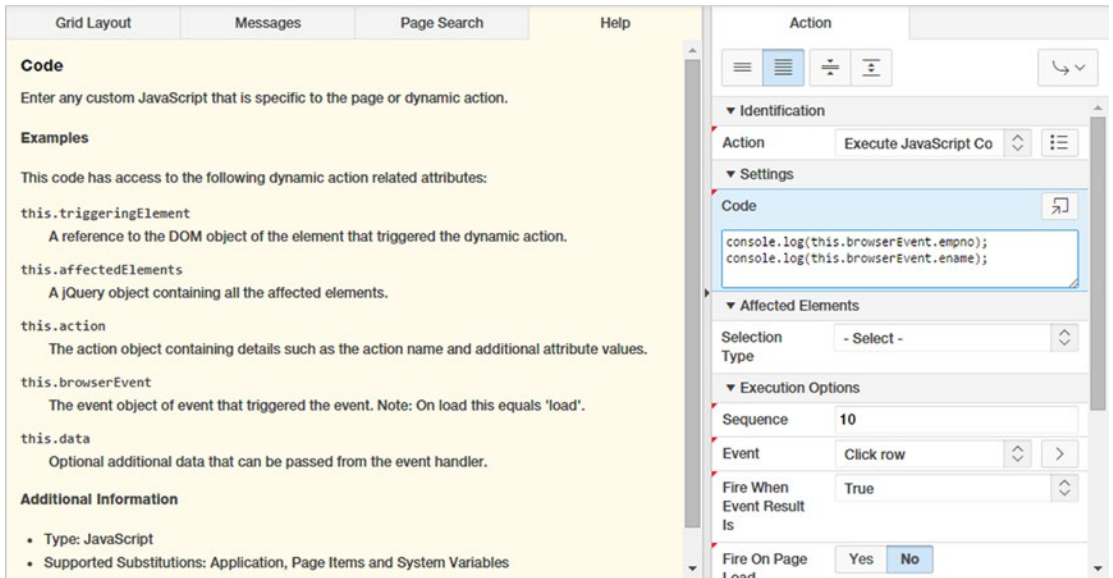 Grid Layout
Messages
Page Search
Help
Code
Enter any custom JavaScript that is specific to the page or dynamic action.
Examples
This code has access to the following dynamic action related attributes:
this.triggeringElement
A reference to the DOM object of the element that triggered the dynamic action.
this.affectedElements
A jQuery object containing all the affected elements.
this.action
The action object containing details such as the action name and additional attribute values.
this.browserEvent
The event object of event that triggered the event. Note: On load this equals 'load'.
this.data
Optional additional data that can be passed from the event handler.
Additional Information
• Type: JavaScript
• Supported Substitutions: Application, Page Items and System Variables
Action
Identification
Action
Execute JavaScript Co
Settings
Code
console.log(this.browserEvent.empno);
console.log(this.browserEvent.ename);
Affected Elements
Selection
Type
- Select -
Execution Options
Sequence
10
Event
Click row
Fire When
Event Result
Is
True
Fire On Page
Load
Yes
No